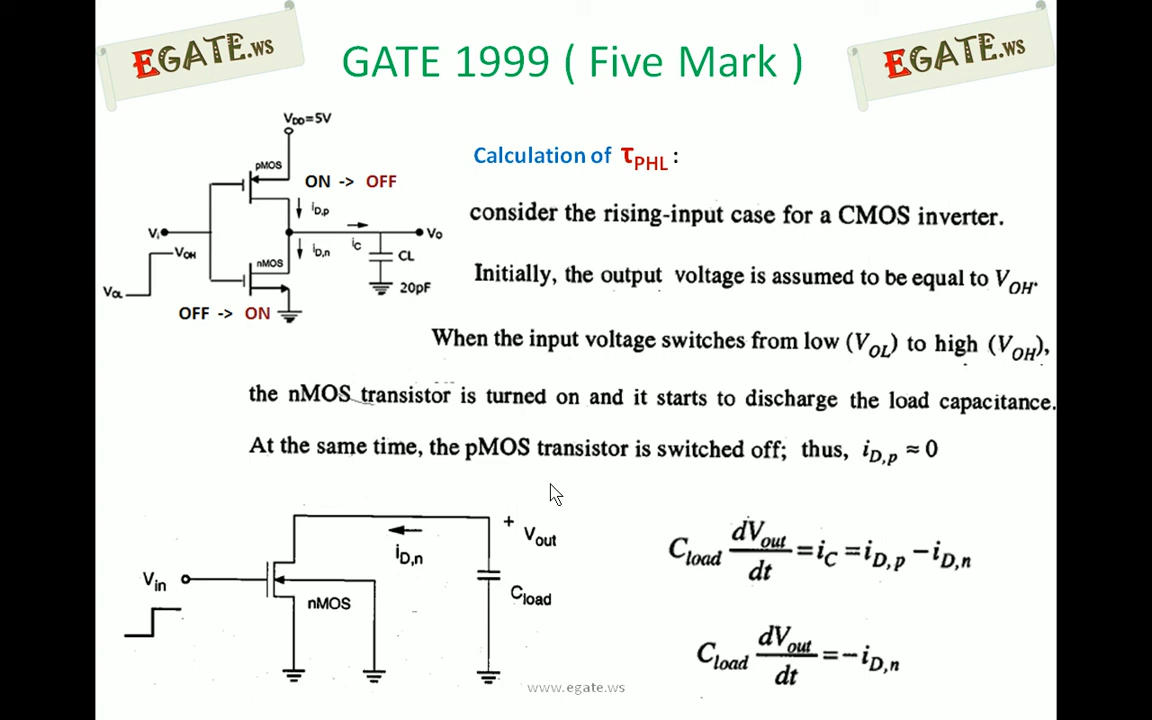 EGATE.ws
GATE 1999 ( Five Mark )
EGATE.ws
VDD=5V
pMOS
ON -> OFF
iD,p
Vi
Vo
VOH
iC
iD,n
nMOS
CL
20pF
VOL
OFF -> ON
Calculation of τPHL :
consider the rising-input case for a CMOS inverter.
Initially, the output voltage is assumed to be equal to VOH.
When the input voltage switches from low (VOL) to high (VOH),
the nMOS transistor is turned on and it starts to discharge the load capacitance.
At the same time, the pMOS transistor is switched off; thus, iD,p ≈ 0
+
Vout
iD,n
Vin
nMOS
Cload
Cload dVout/dt = iC = iD,p − iD,n
Cload dVout/dt = −iD,n
www.egate.ws